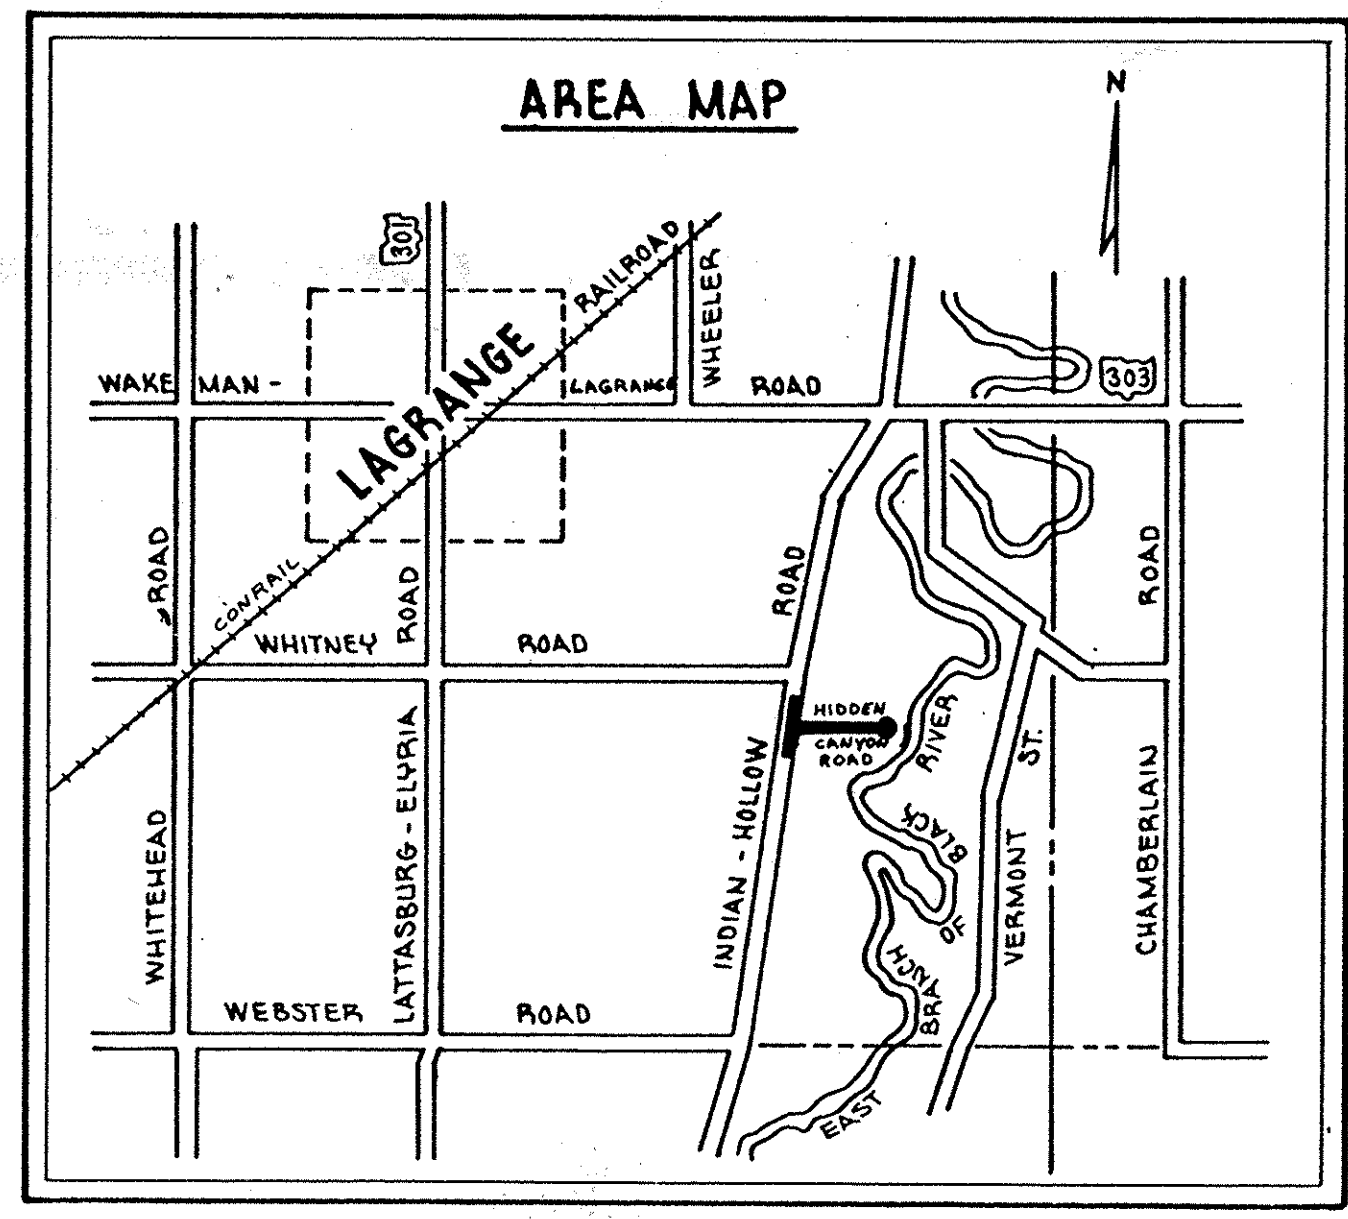 AREA MAP
N
301
RAILROAD
WHEELER
WAKE MAN -
LAGRANGE
LAGRANGE
ROAD
303
ROAD
CONRAIL
ROAD
ROAD
ROAD
WHITNEY
ROAD
HIDDEN
CANYON
ROAD
WHITEHEAD
LATTASBURG - ELYRIA
INDIAN - HOLLOW
EAST BRANCH OF BLACK RIVER
VERMONT ST.
CHAMBERLAIN
WEBSTER
ROAD